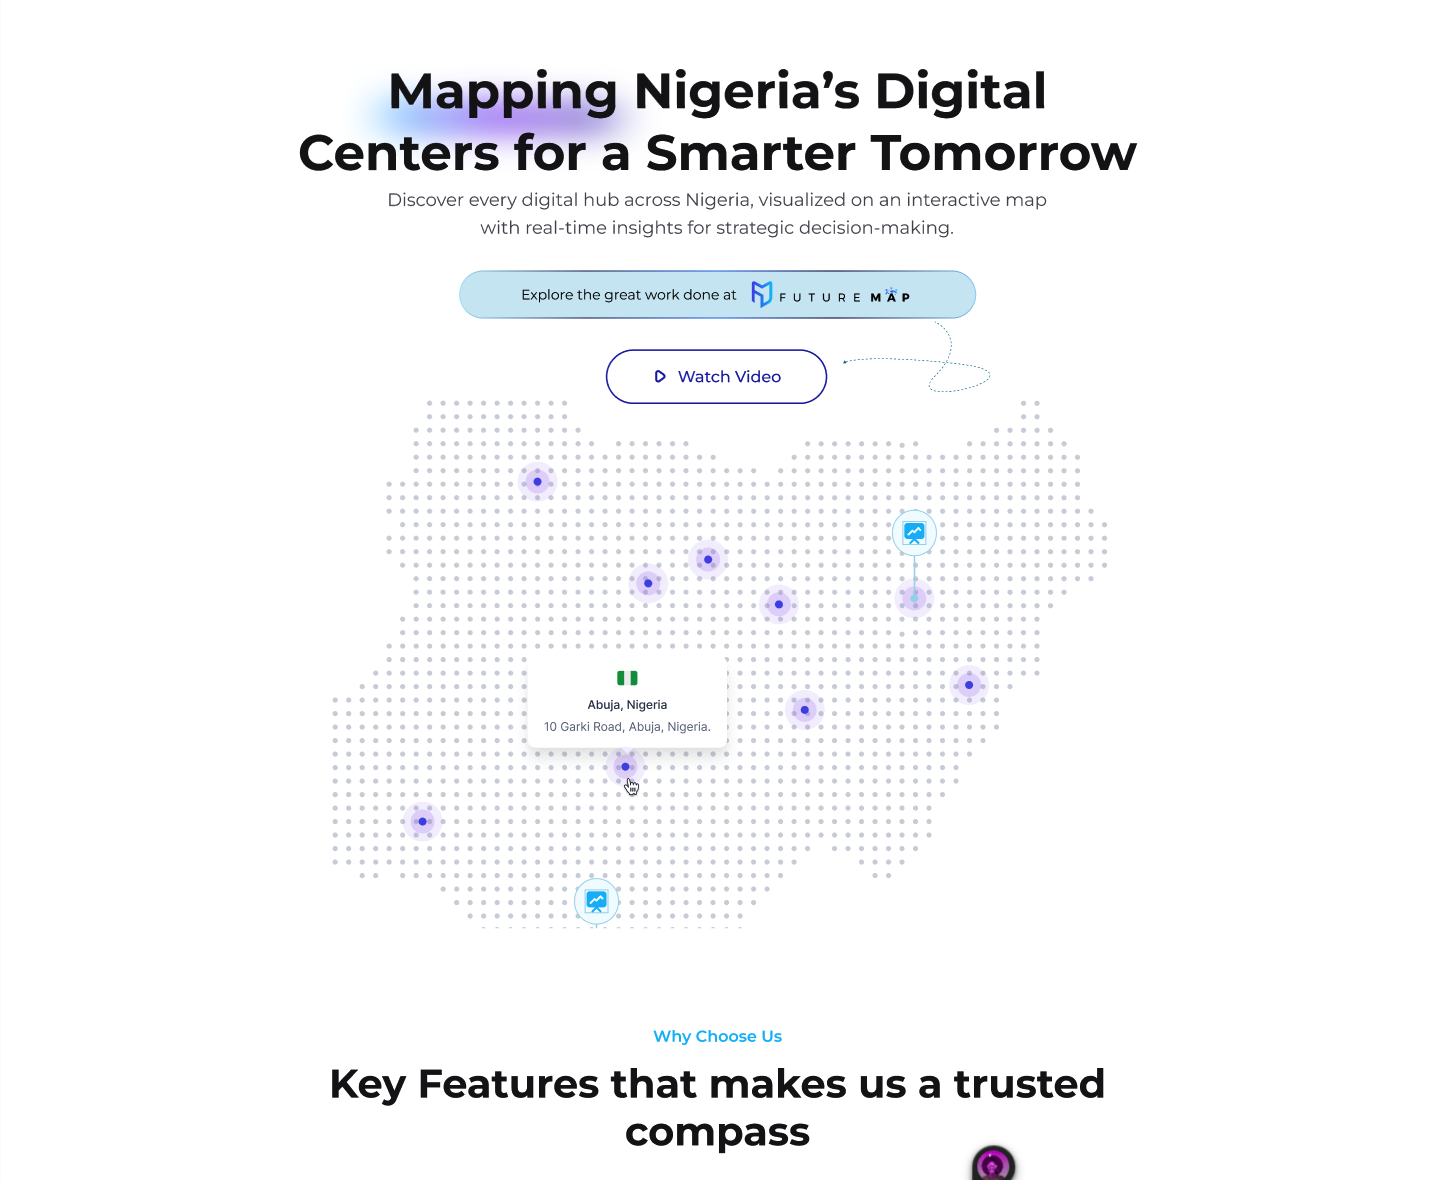 Mapping Nigeria’s Digital
Centers for a Smarter Tomorrow
Discover every digital hub across Nigeria, visualized on an interactive map
with real-time insights for strategic decision-making.
Explore the great work done at FUTURE MAP
Watch Video
Abuja, Nigeria
10 Garki Road, Abuja, Nigeria.
Why Choose Us
Key Features that makes us a trusted
compass